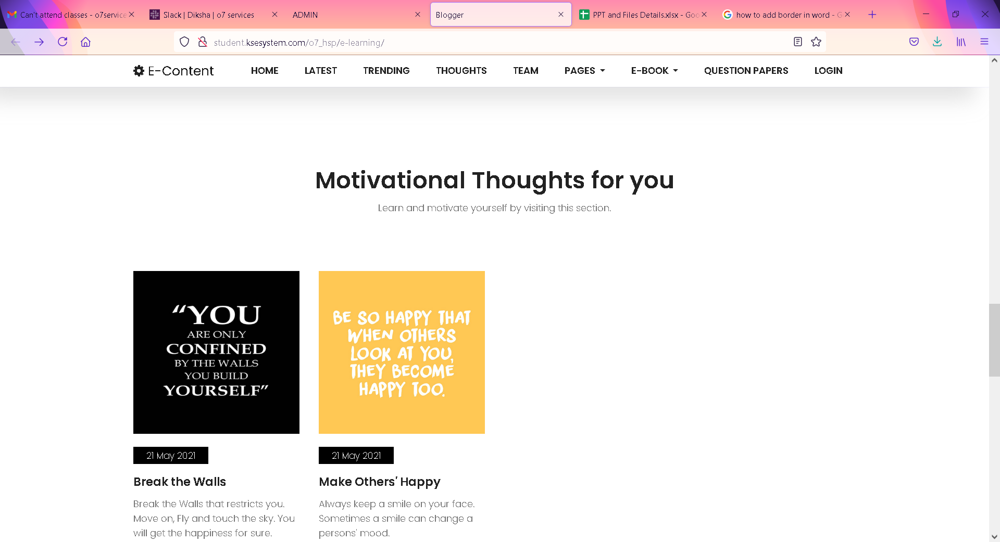 Can't attend classes - o7service
Slack | Diksha | o7 services
ADMIN
Blogger
PPT and Files Details.xlsx - Goo
how to add border in word - G
student.ksesystem.com/o7_hsp/e-learning/
E-Content
HOME
LATEST
TRENDING
THOUGHTS
TEAM
PAGES
E-BOOK
QUESTION PAPERS
LOGIN
Motivational Thoughts for you
Learn and motivate yourself by visiting this section.
“YOU
ARE ONLY
CONFINED
BY THE WALLS
YOU BUILD
YOURSELF”
21 May 2021
Break the Walls
Break the Walls that restricts you.
Move on, Fly and touch the sky. You
will get the happiness for sure.
BE SO HAPPY THAT
WHEN OTHERS
LOOK AT YOU,
THEY BECOME
HAPPY TOO.
21 May 2021
Make Others' Happy
Always keep a smile on your face.
Sometimes a smile can change a
persons' mood.